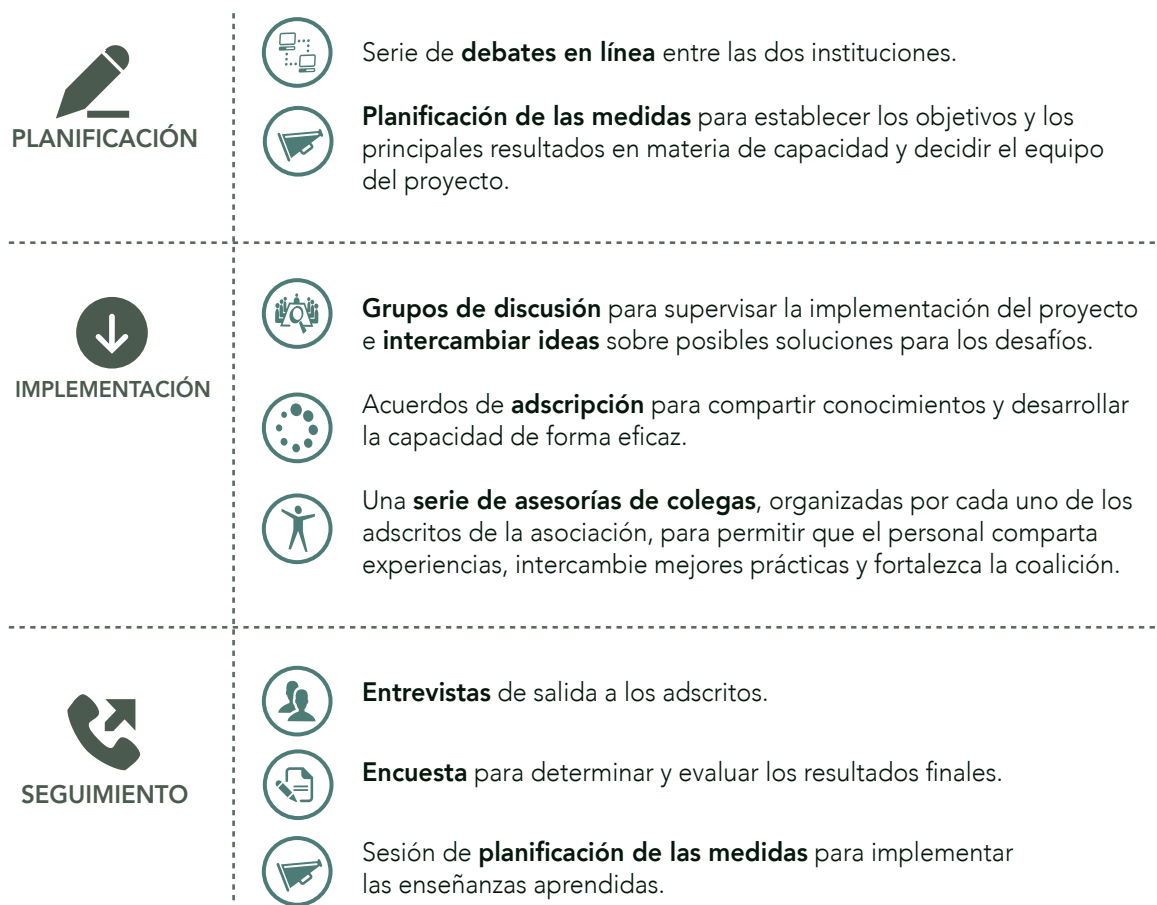 PLANIFICACIÓN
Serie de debates en línea entre las dos instituciones.
Planificación de las medidas para establecer los objetivos y los
principales resultados en materia de capacidad y decidir el equipo
del proyecto.
IMPLEMENTACIÓN
Grupos de discusión para supervisar la implementación del proyecto
e intercambiar ideas sobre posibles soluciones para los desafíos.
Acuerdos de adscripción para compartir conocimientos y desarrollar
la capacidad de forma eficaz.
Una serie de asesorías de colegas, organizadas por cada uno de los
adscritos de la asociación, para permitir que el personal comparta
experiencias, intercambie mejores prácticas y fortalezca la coalición.
SEGUIMIENTO
Entrevistas de salida a los adscritos.
Encuesta para determinar y evaluar los resultados finales.
Sesión de planificación de las medidas para implementar
las enseñanzas aprendidas.